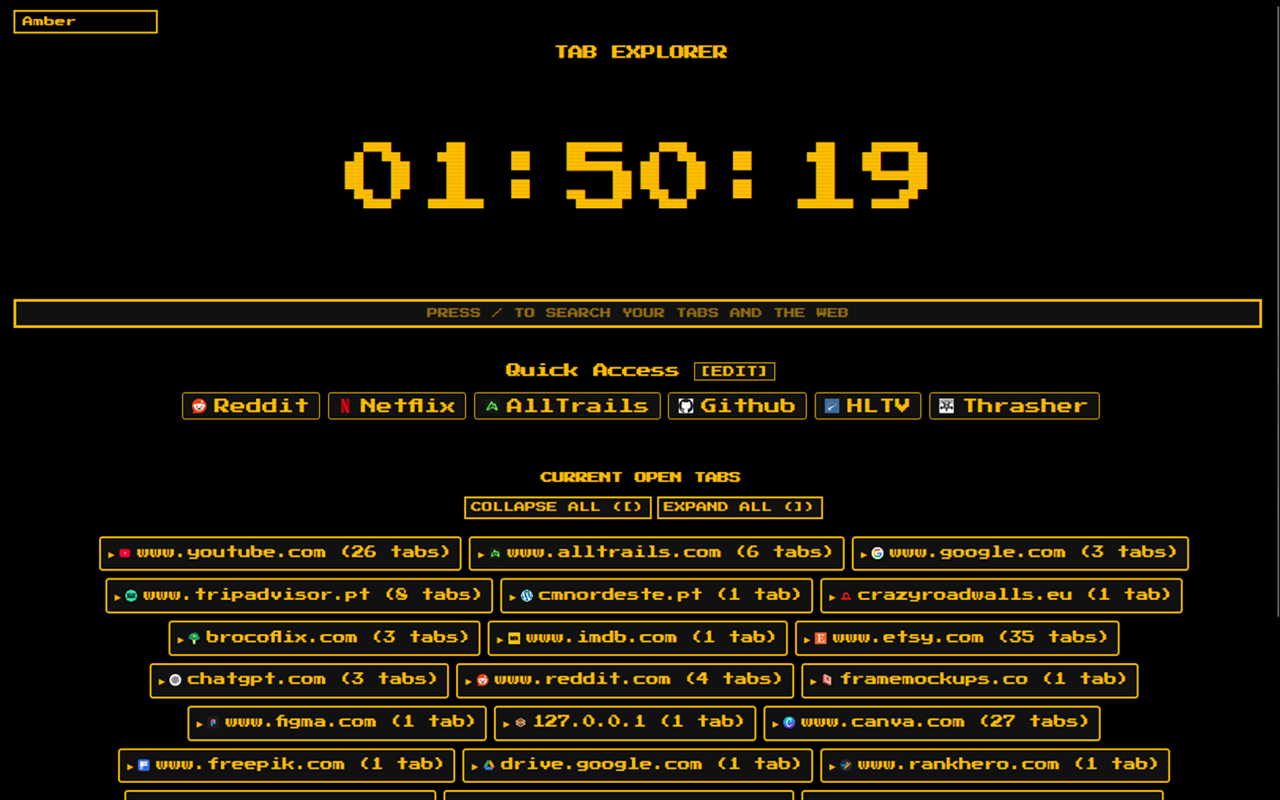 Amber
TAB EXPLORER
01:50:19
PRESS / TO SEARCH YOUR TABS AND THE WEB
Quick Access [EDIT]
Reddit Netflix AllTrails Github HLTV Thrasher
CURRENT OPEN TABS
COLLAPSE ALL ([) EXPAND ALL (])
www.youtube.com (26 tabs) www.alltrails.com (6 tabs) www.google.com (3 tabs)
www.tripadvisor.pt (8 tabs) cmnordeste.pt (1 tab) crazyroadwalls.eu (1 tab)
brocoflix.com (3 tabs) www.imdb.com (1 tab) www.etsy.com (35 tabs)
chatgpt.com (3 tabs) www.reddit.com (4 tabs) framemockups.co (1 tab)
www.figma.com (1 tab) 127.0.0.1 (1 tab) www.canva.com (27 tabs)
www.freepik.com (1 tab) drive.google.com (1 tab) www.rankhero.com (1 tab)